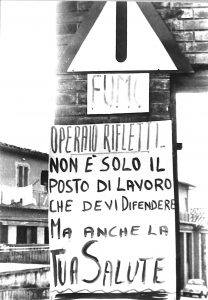 FUMO
OPERAIO RIFLETTI...
NON È SOLO IL
POSTO DI LAVORO
CHE DEVI DIFENDERE
MA ANCHE LA
TUA SALUTE